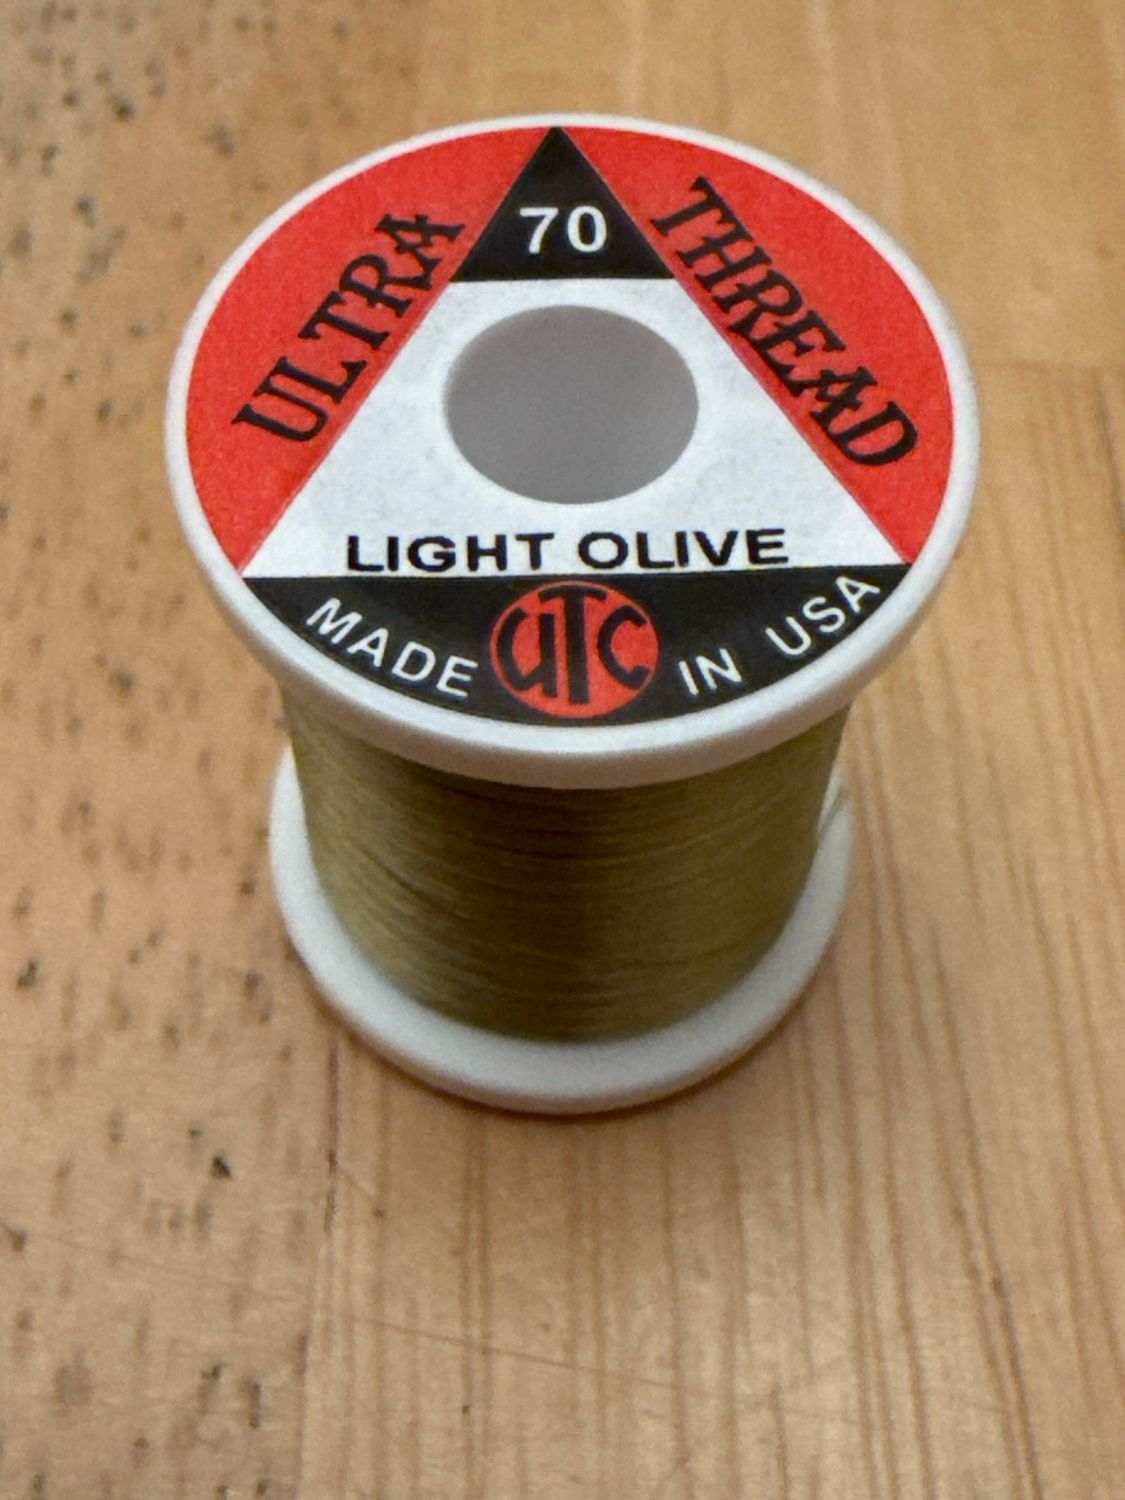 70
ULTRA THREAD
LIGHT OLIVE
MADE UTC IN USA